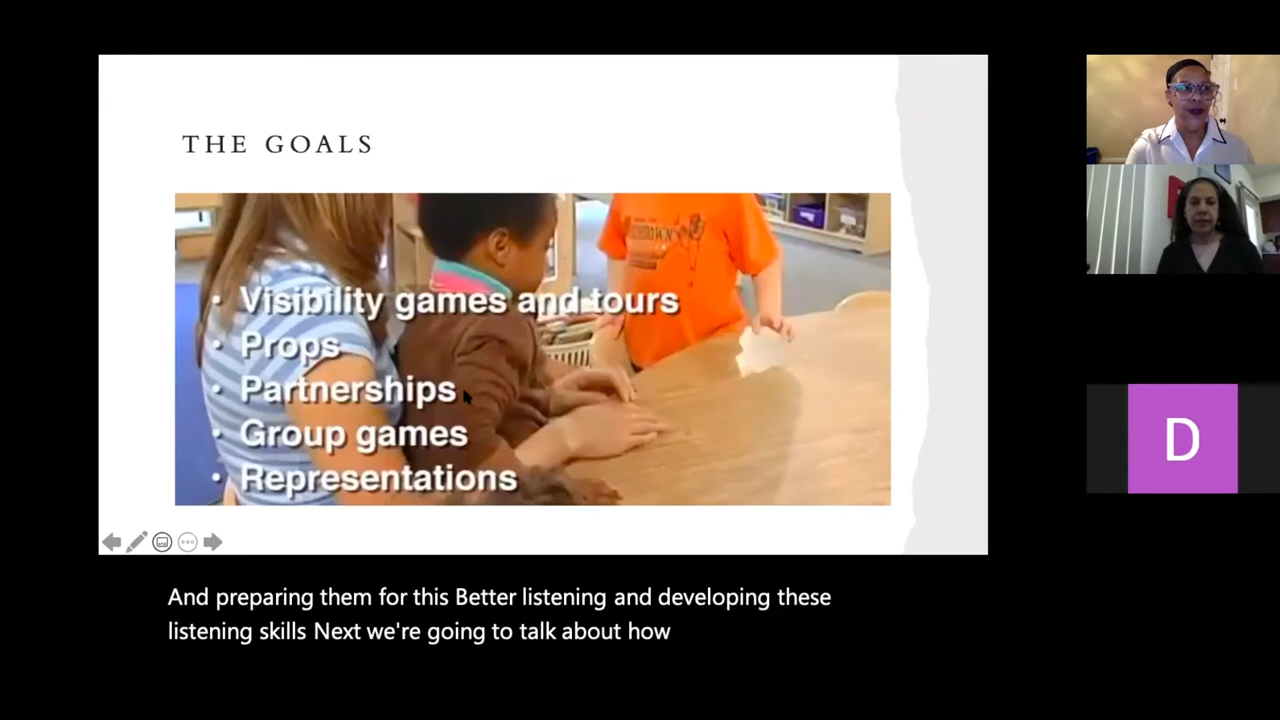 THE GOALS
• Visibility games and tours
• Props
• Partnerships
• Group games
• Representations
D
And preparing them for this Better listening and developing these
listening skills Next we're going to talk about how